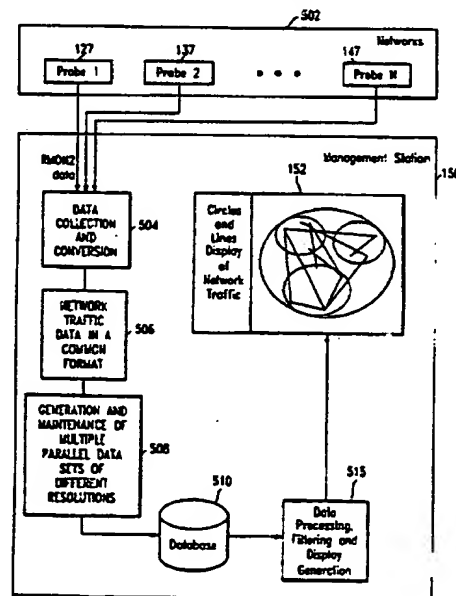 502
Networks
127
137
147
Probe 1
Probe 2
• • •
Probe N
RMON2
data
Management Station
150
152
DATA
COLLECTION
AND
CONVERSION
504
Circles
and
Lines
Display
of
Network
Traffic
NETWORK
TRAFFIC
DATA IN A
COMMON
FORMAT
506
GENERATION AND
MAINTENANCE OF
MULTIPLE
PARALLEL DATA
SETS OF
DIFFERENT
RESOLUTIONS
508
510
Database
515
Data
Processing,
Filtering and
Display
Generation